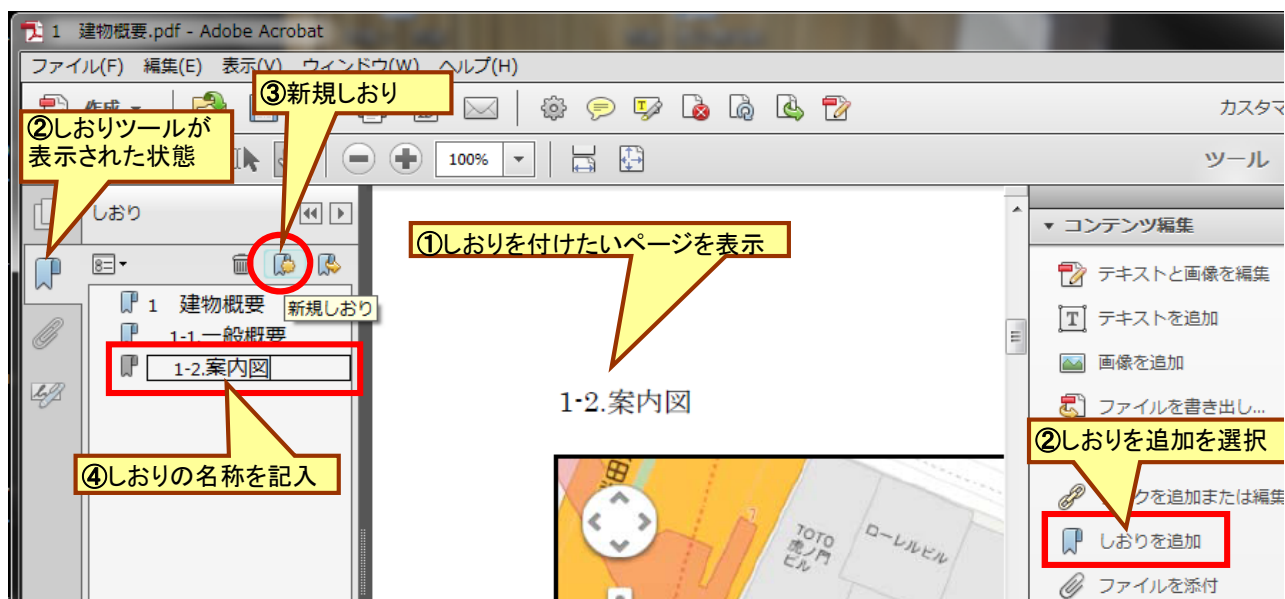 1 建物概要.pdf - Adobe Acrobat
ファイル(F) 編集(E) 表示(V) ウィンドウ(W) ヘルプ(H)
③新規しおり
カスタマ
②しおりツールが
表示された状態
100%
ツール
しおり
①しおりを付けたいページを表示
コンテンツ編集
テキストと画像を編集
1 建物概要
新規しおり
テキストを追加
1-1.一般概要
1-2.案内図
画像を追加
1-2.案内図
ファイルを書き出し...
②しおりを追加を選択
④しおりの名称を記入
クを追加または編集
TOTO
虎ノ門
ビル
ローレルビル
しおりを追加
ファイルを添付